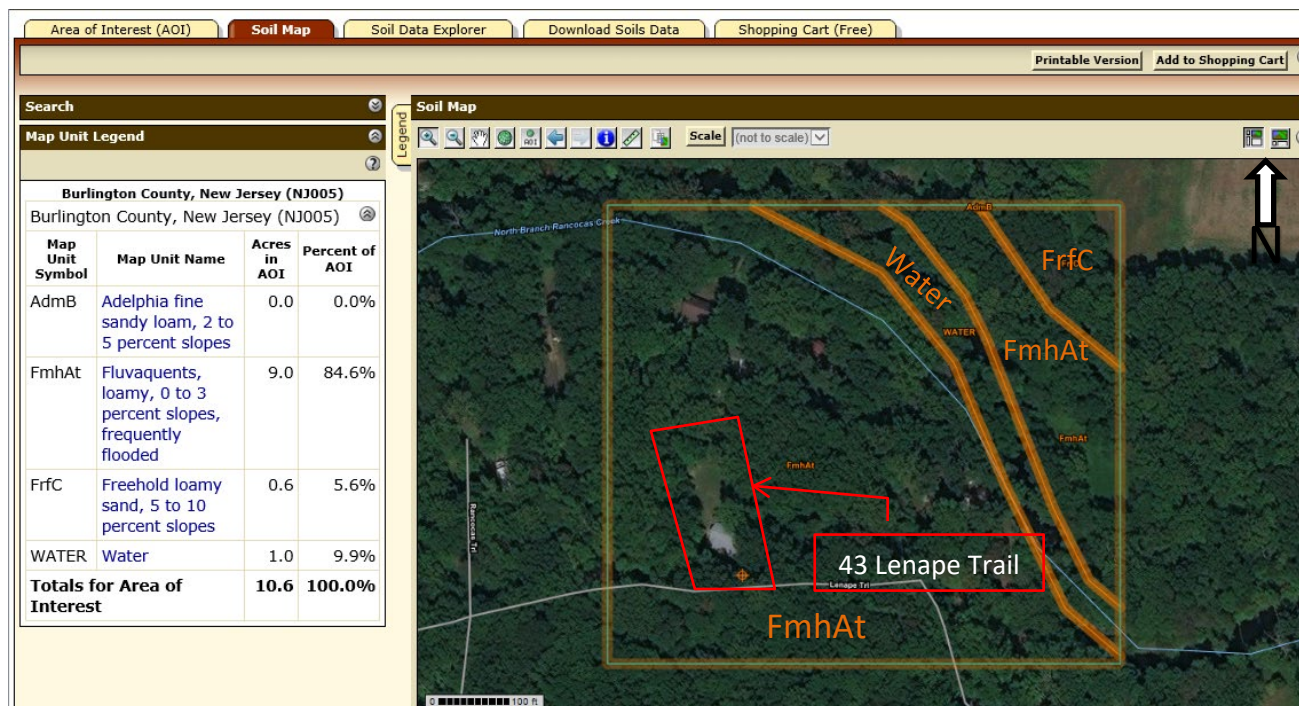 Area of Interest (AOI)
Soil Map
Soil Data Explorer
Download Soils Data
Shopping Cart (Free)
Printable Version
Add to Shopping Cart
Search
Map Unit Legend
Burlington County, New Jersey (NJ005)
Burlington County, New Jersey (NJ005)
Map Unit Symbol
Map Unit Name
Acres in AOI
Percent of AOI
AdmB
Adelphia fine
sandy loam, 2 to
5 percent slopes
0.0
0.0%
FmhAt
Fluvaquents,
loamy, 0 to 3
percent slopes,
frequently
flooded
9.0
84.6%
FrfC
Freehold loamy
sand, 5 to 10
percent slopes
0.6
5.6%
WATER
Water
1.0
9.9%
Totals for Area of
Interest
10.6
100.0%
Legend
Soil Map
AOI
Scale
(not to scale)
N
AdmB
North Branch Rancocas Creek
FrfC
FrfC
Water
WATER
FmhAt
FmhAt
FmhAt
Rancocas Trl
43 Lenape Trail
Lenape Trl
FmhAt
0
100 ft